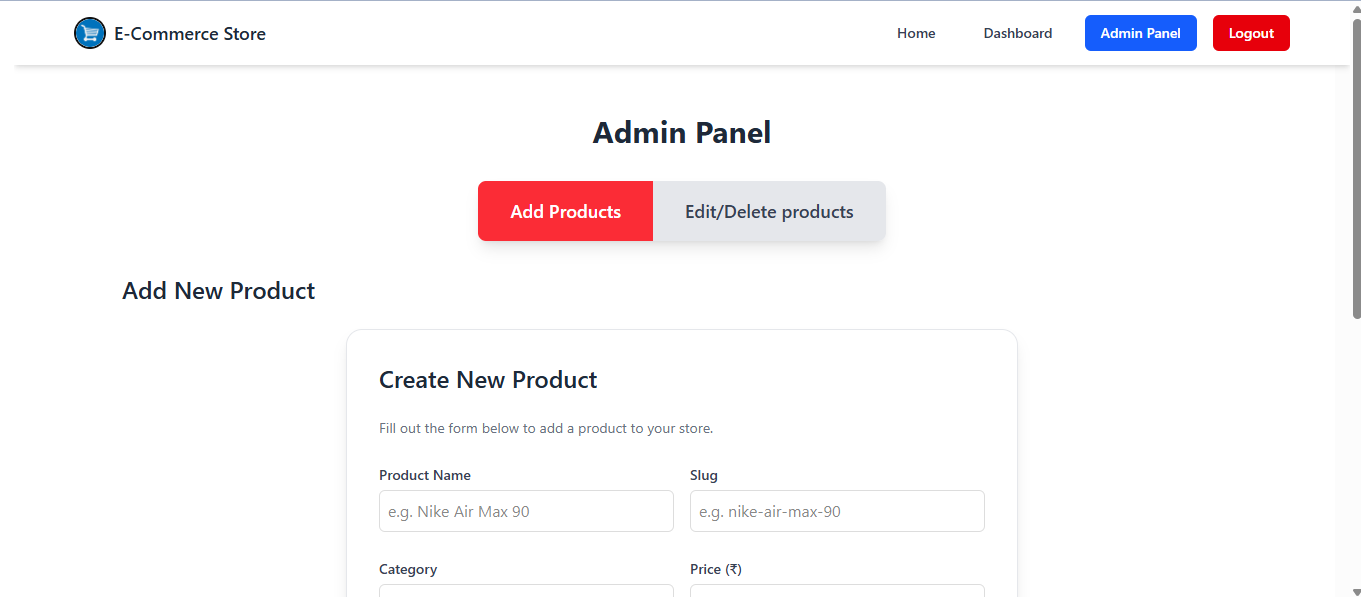 E-Commerce Store
Home Dashboard Admin Panel Logout
Admin Panel
Add Products Edit/Delete products
Add New Product
Create New Product
Fill out the form below to add a product to your store.
Product Name Slug
e.g. Nike Air Max 90 e.g. nike-air-max-90
Category Price (₹)